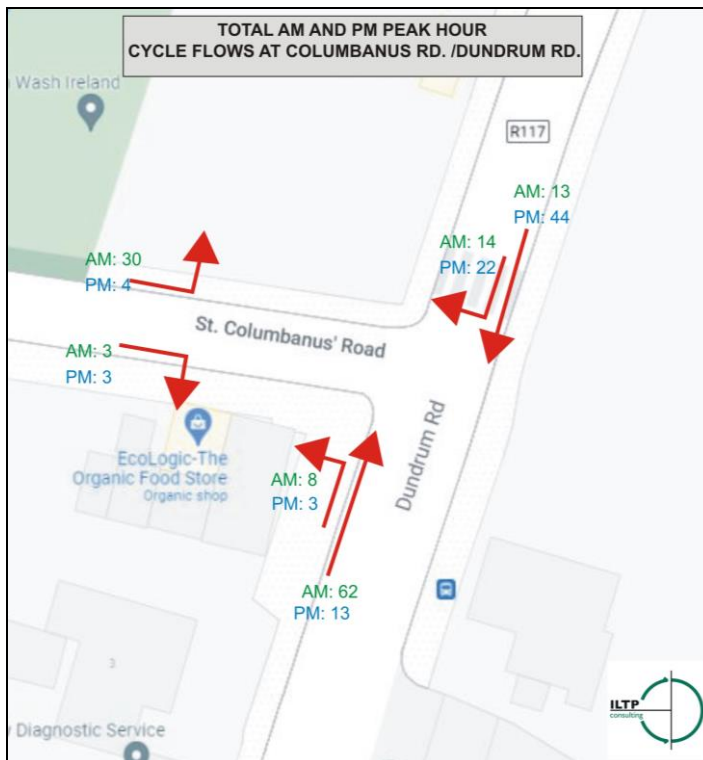 TOTAL AM AND PM PEAK HOUR
CYCLE FLOWS AT COLUMBANUS RD. /DUNDRUM RD.
Wash Ireland
R117
AM: 13
PM: 44
AM: 14
PM: 22
AM: 30
PM: 4
St. Columbanus' Road
AM: 3
PM: 3
Dundrum Rd
EcoLogic-The
Organic Food Store
Organic shop
AM: 8
PM: 3
AM: 62
PM: 13
3
Diagnostic Service
ILTP
consulting